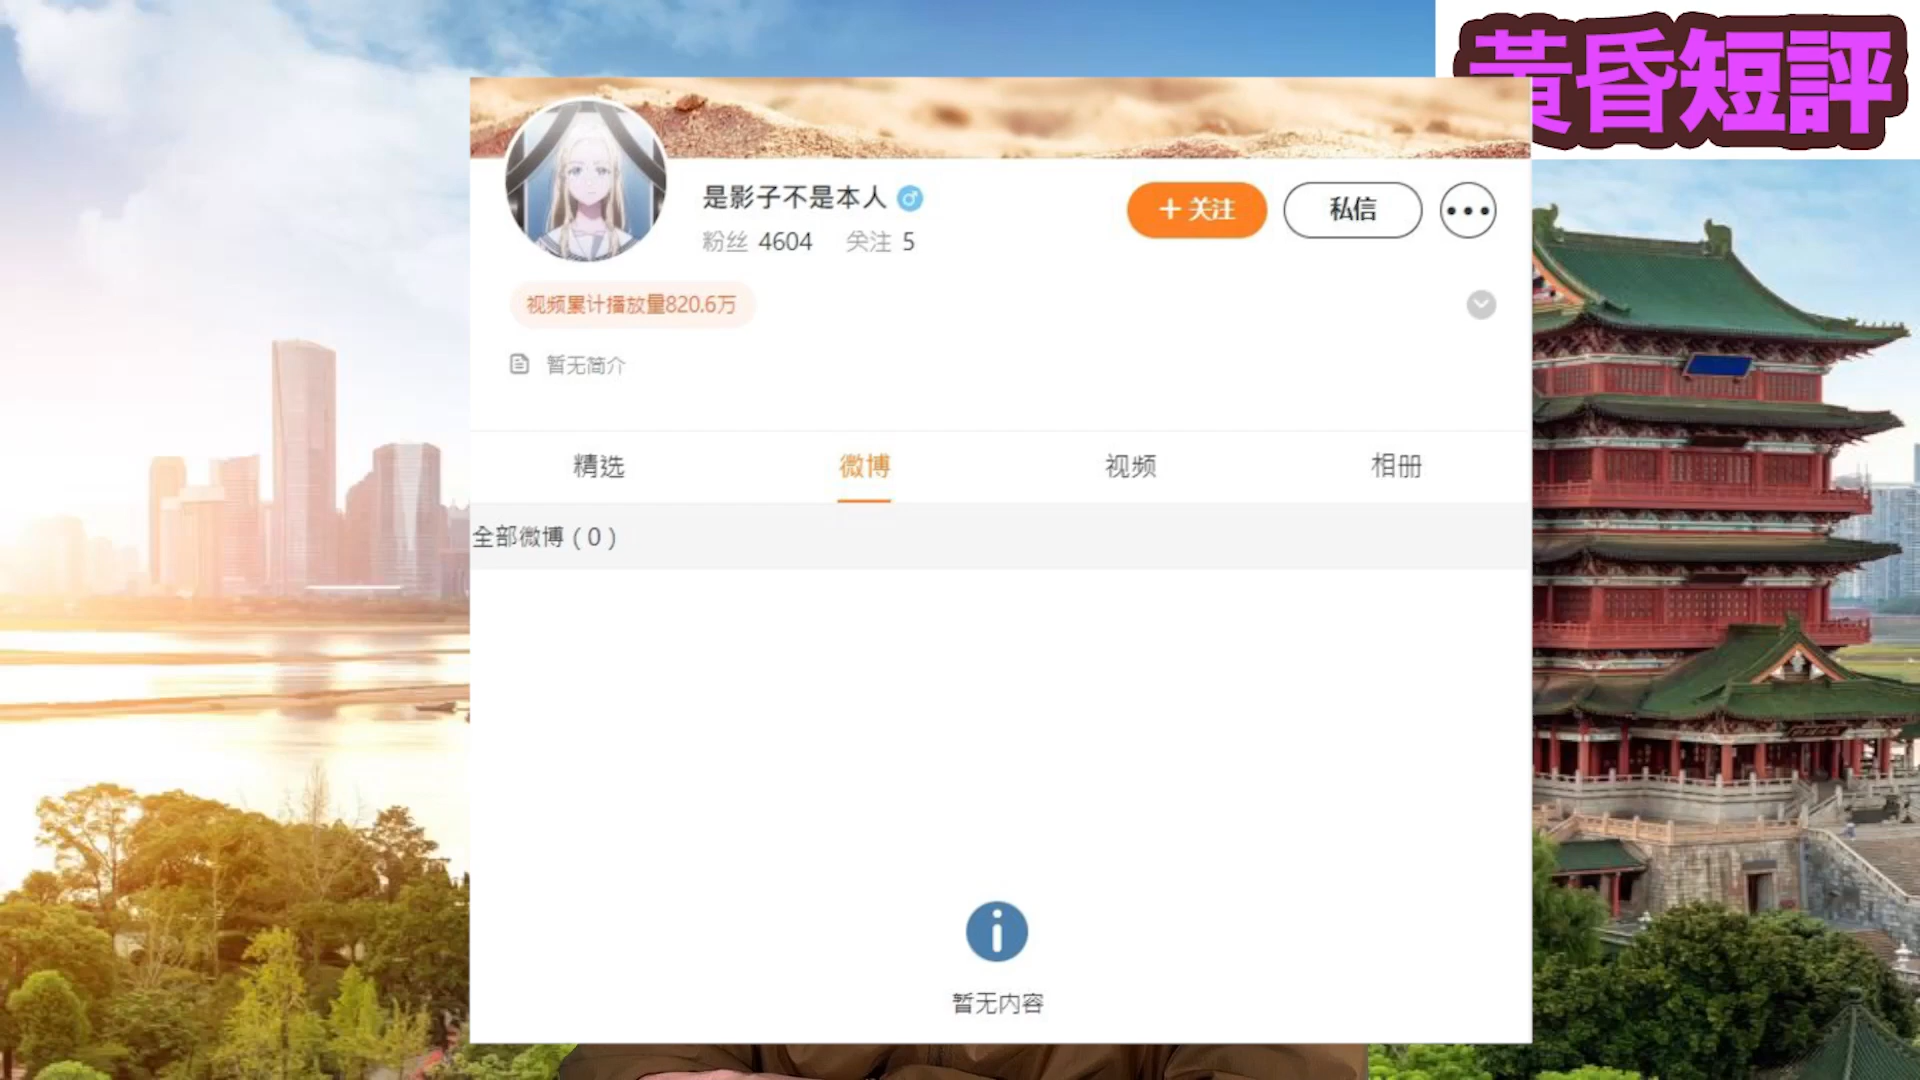 黃昏短評
是影子不是本人
粉丝 4604 关注 5
+ 关注
私信
视频累计播放量820.6万
暂无简介
精选 微博 视频 相册
全部微博 ( 0 )
暂无内容